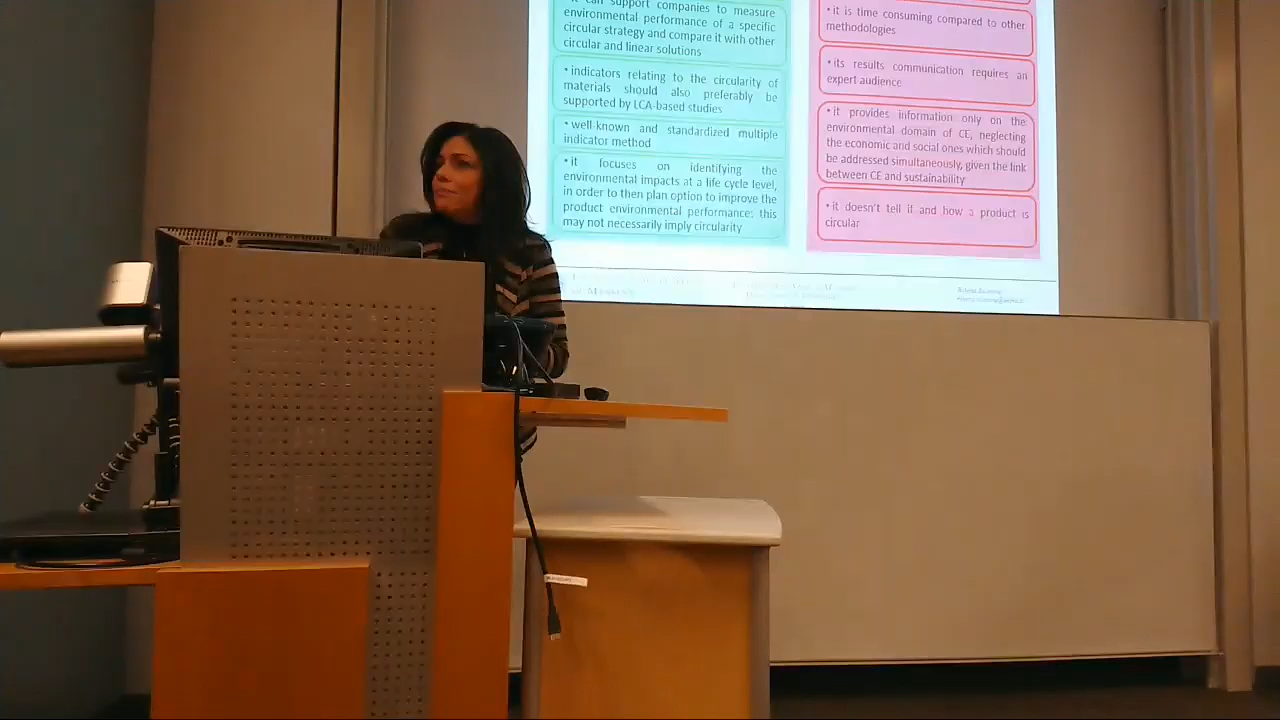 it can support companies to measure
environmental performance of a specific
circular strategy and compare it with other
circular and linear solutions
• indicators relating to the circularity of
materials should also preferably be
supported by LCA-based studies
• well-known and standardized multiple
indicator method
• it focuses on identifying the
environmental impacts at a life cycle level,
in order to then plan option to improve the
product environmental performance: this
may not necessarily imply circularity
• it is time consuming compared to other
methodologies
• its results communication requires an
expert audience
• it provides information only on the
environmental domain of CE, neglecting
the economic and social ones which should
be addressed simultaneously, given the link
between CE and sustainability
• it doesn't tell if and how a product is
circular